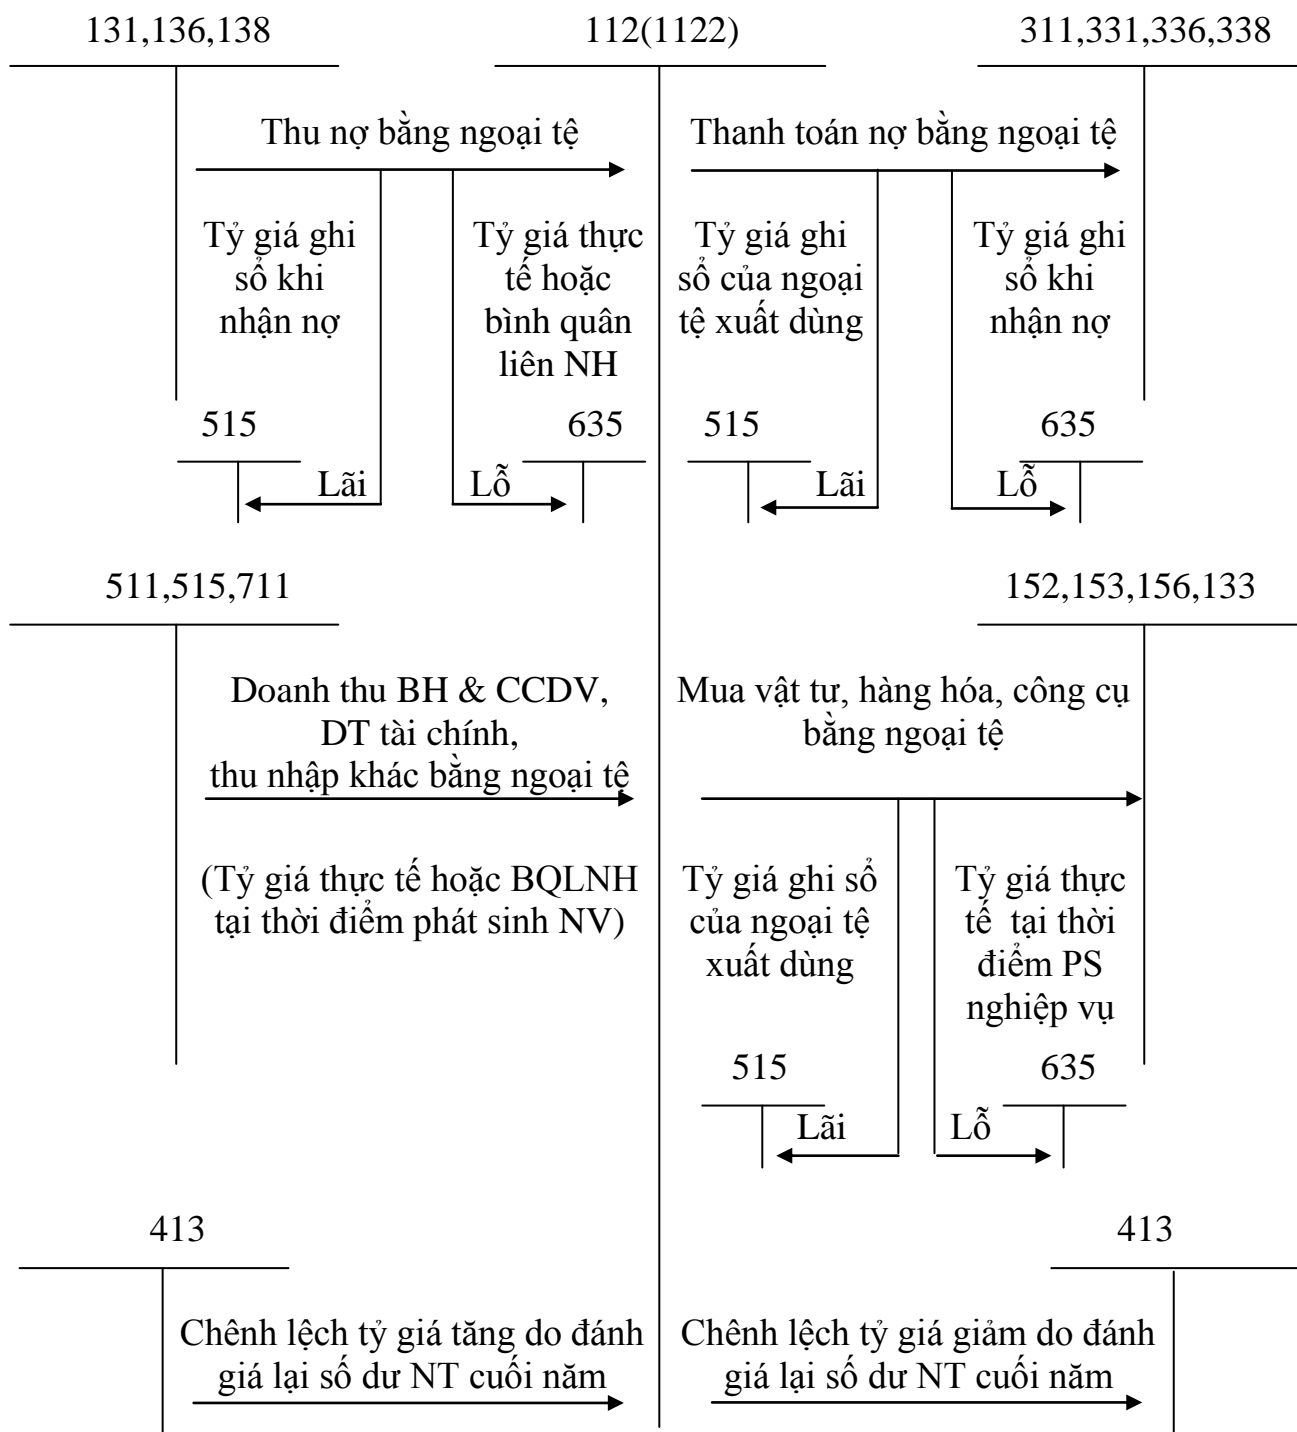 131,136,138
112(1122)
311,331,336,338
Thu nợ bằng ngoại tệ
Thanh toán nợ bằng ngoại tệ
Tỷ giá ghi
sổ khi
nhận nợ
Tỷ giá thực
tế hoặc
bình quân
liên NH
Tỷ giá ghi
sổ của ngoại
tệ xuất dùng
Tỷ giá ghi
sổ khi
nhận nợ
515
635
515
635
Lãi
Lỗ
Lãi
Lỗ
511,515,711
152,153,156,133
Doanh thu BH & CCDV,
DT tài chính,
thu nhập khác bằng ngoại tệ
Mua vật tư, hàng hóa, công cụ
bằng ngoại tệ
(Tỷ giá thực tế hoặc BQLNH
tại thời điểm phát sinh NV)
Tỷ giá ghi sổ
của ngoại tệ
xuất dùng
Tỷ giá thực
tế tại thời
điểm PS
nghiệp vụ
515
635
Lãi
Lỗ
413
413
Chênh lệch tỷ giá tăng do đánh
giá lại số dư NT cuối năm
Chênh lệch tỷ giá giảm do đánh
giá lại số dư NT cuối năm